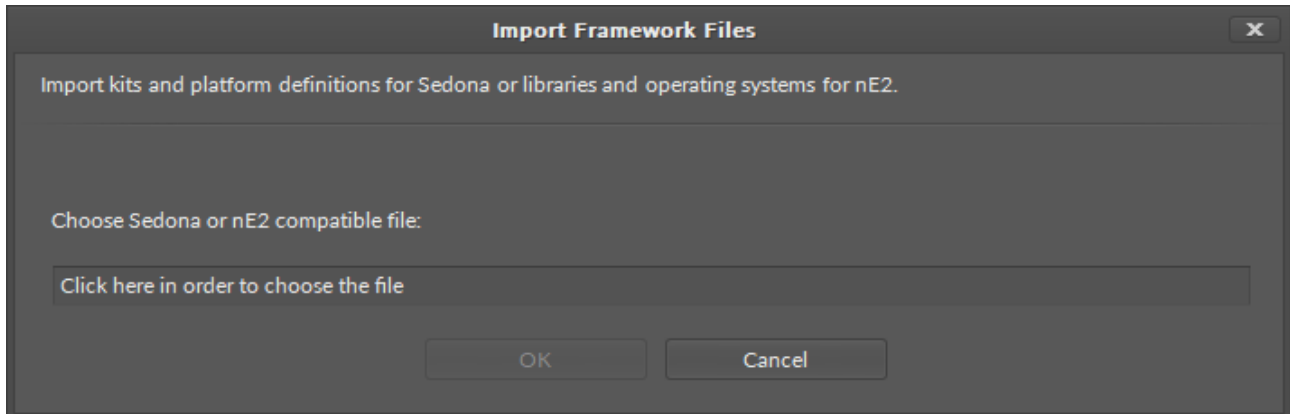 Import Framework Files
Import kits and platform definitions for Sedona or libraries and operating systems for nE2.
Choose Sedona or nE2 compatible file:
Click here in order to choose the file
OK Cancel